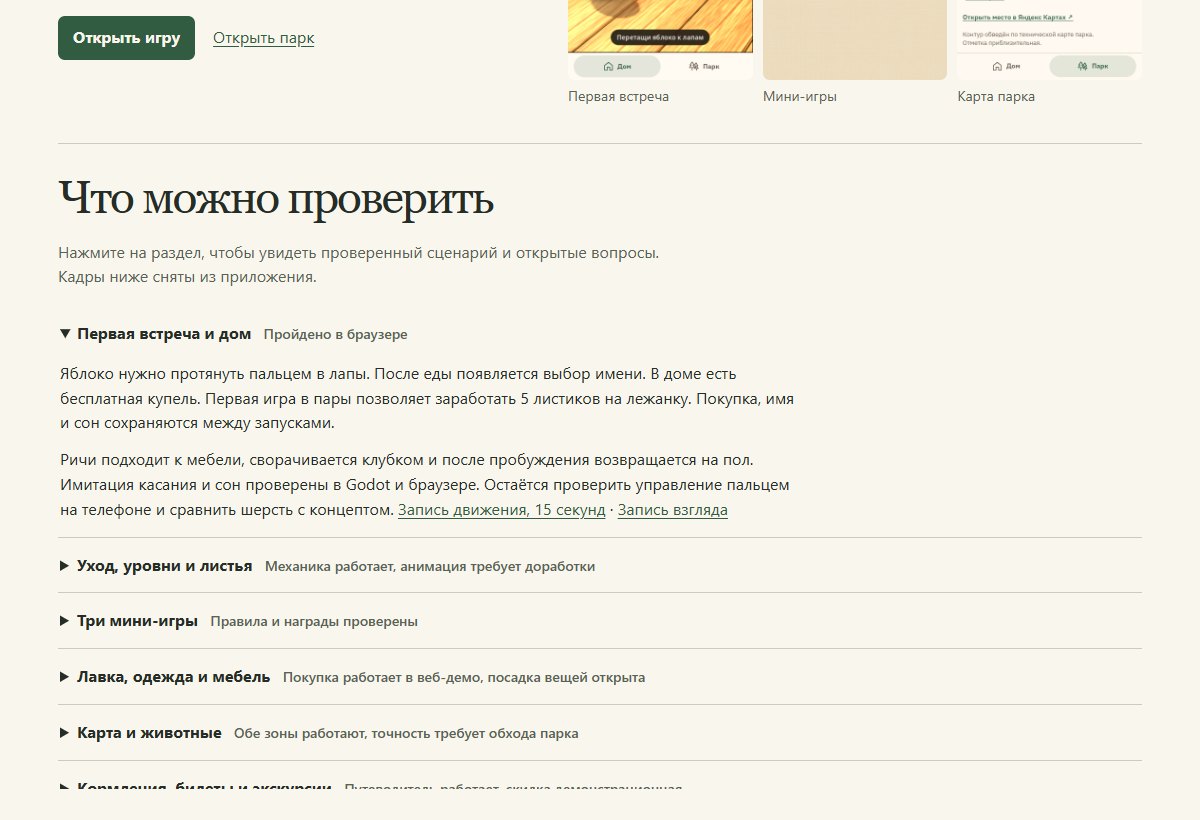 Открыть игру
Открыть парк
Перетащи яблоко к лапам
Дом
Парк
Открыть место в Яндекс Картах ↗
Контур обведён по технической карте парка.
Отметка приблизительная.
Дом
Парк
Первая встреча
Мини-игры
Карта парка
Что можно проверить
Нажмите на раздел, чтобы увидеть проверенный сценарий и открытые вопросы.
Кадры ниже сняты из приложения.
Первая встреча и дом Пройдено в браузере
Яблоко нужно протянуть пальцем в лапы. После еды появляется выбор имени. В доме есть
бесплатная купель. Первая игра в пары позволяет заработать 5 листиков на лежанку. Покупка, имя
и сон сохраняются между запусками.
Ричи подходит к мебели, сворачивается клубком и после пробуждения возвращается на пол.
Имитация касания и сон проверены в Godot и браузере. Остаётся проверить управление пальцем
на телефоне и сравнить шерсть с концептом. Запись движения, 15 секунд · Запись взгляда
Уход, уровни и листья Механика работает, анимация требует доработки
Три мини-игры Правила и награды проверены
Лавка, одежда и мебель Покупка работает в веб-демо, посадка вещей открыта
Карта и животные Обе зоны работают, точность требует обхода парка
Кормления, билеты и экскурсии Путеводитель работает, скидка демонстрационная